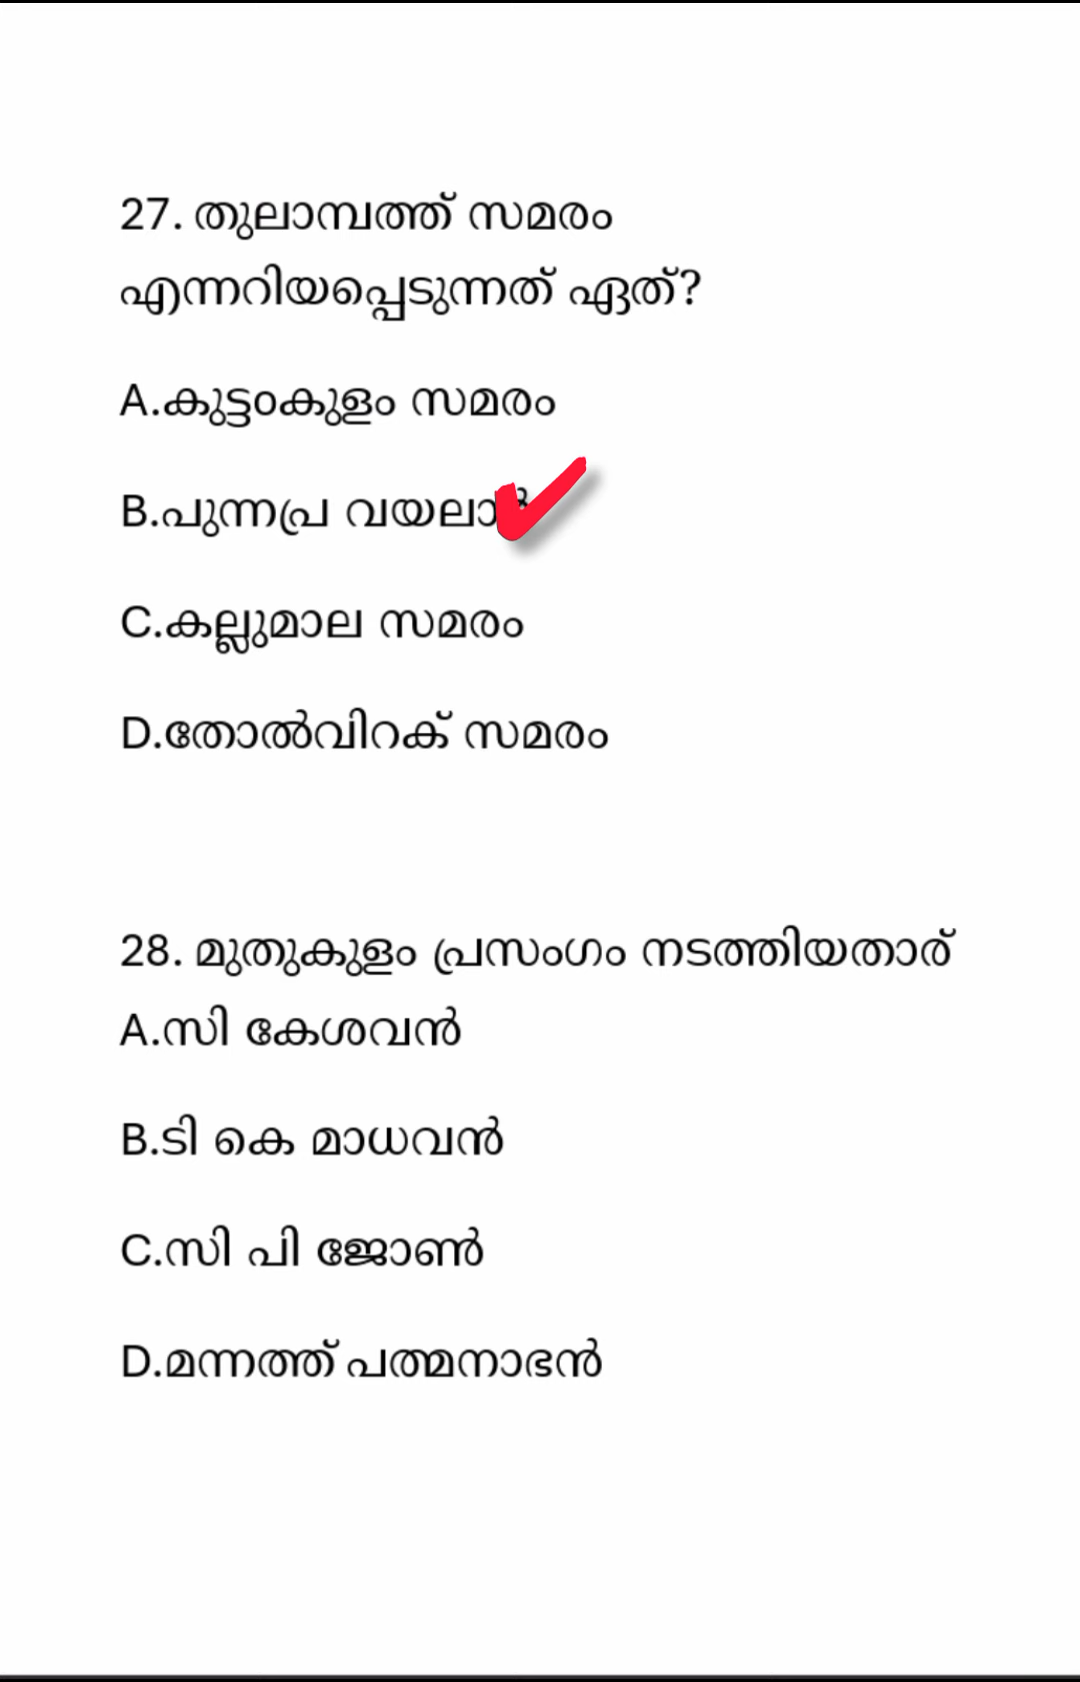 27. തുലാമ്പത്ത് സമരം
എന്നറിയപ്പെടുന്നത് ഏത്?
A.കുട്ടംകുളം സമരം
B.പുന്നപ്ര വയലാർ
C.കല്ലുമാല സമരം
D.തോൽവിറക് സമരം
28. മുതുകുളം പ്രസംഗം നടത്തിയതാര്
A.സി കേശവൻ
B.ടി കെ മാധവൻ
C.സി പി ജോൺ
D.മന്നത്ത് പത്മനാഭൻ